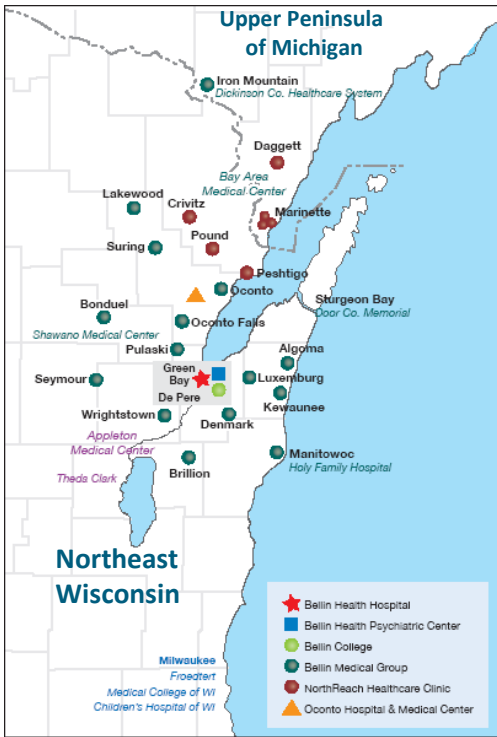 Upper Peninsula
of Michigan
Iron Mountain
Dickinson Co. Healthcare System
Daggett
Bay Area
Medical Center
Lakewood
Crivitz
Marinette
Pound
Suring
Peshtigo
Oconto
Bonduel
Sturgeon Bay
Door Co. Memorial
Oconto Falls
Shawano Medical Center
Pulaski
Algoma
Green
Bay
Seymour
Luxemburg
De Pere
Kewaunee
Wrightstown
Denmark
Appleton
Medical Center
Manitowoc
Holy Family Hospital
Theda Clark
Brillion
Northeast
Wisconsin
Bellin Health Hospital
Bellin Health Psychiatric Center
Bellin College
Bellin Medical Group
NorthReach Healthcare Clinic
Oconto Hospital & Medical Center
Milwaukee
Froedtert
Medical College of WI
Children's Hospital of WI